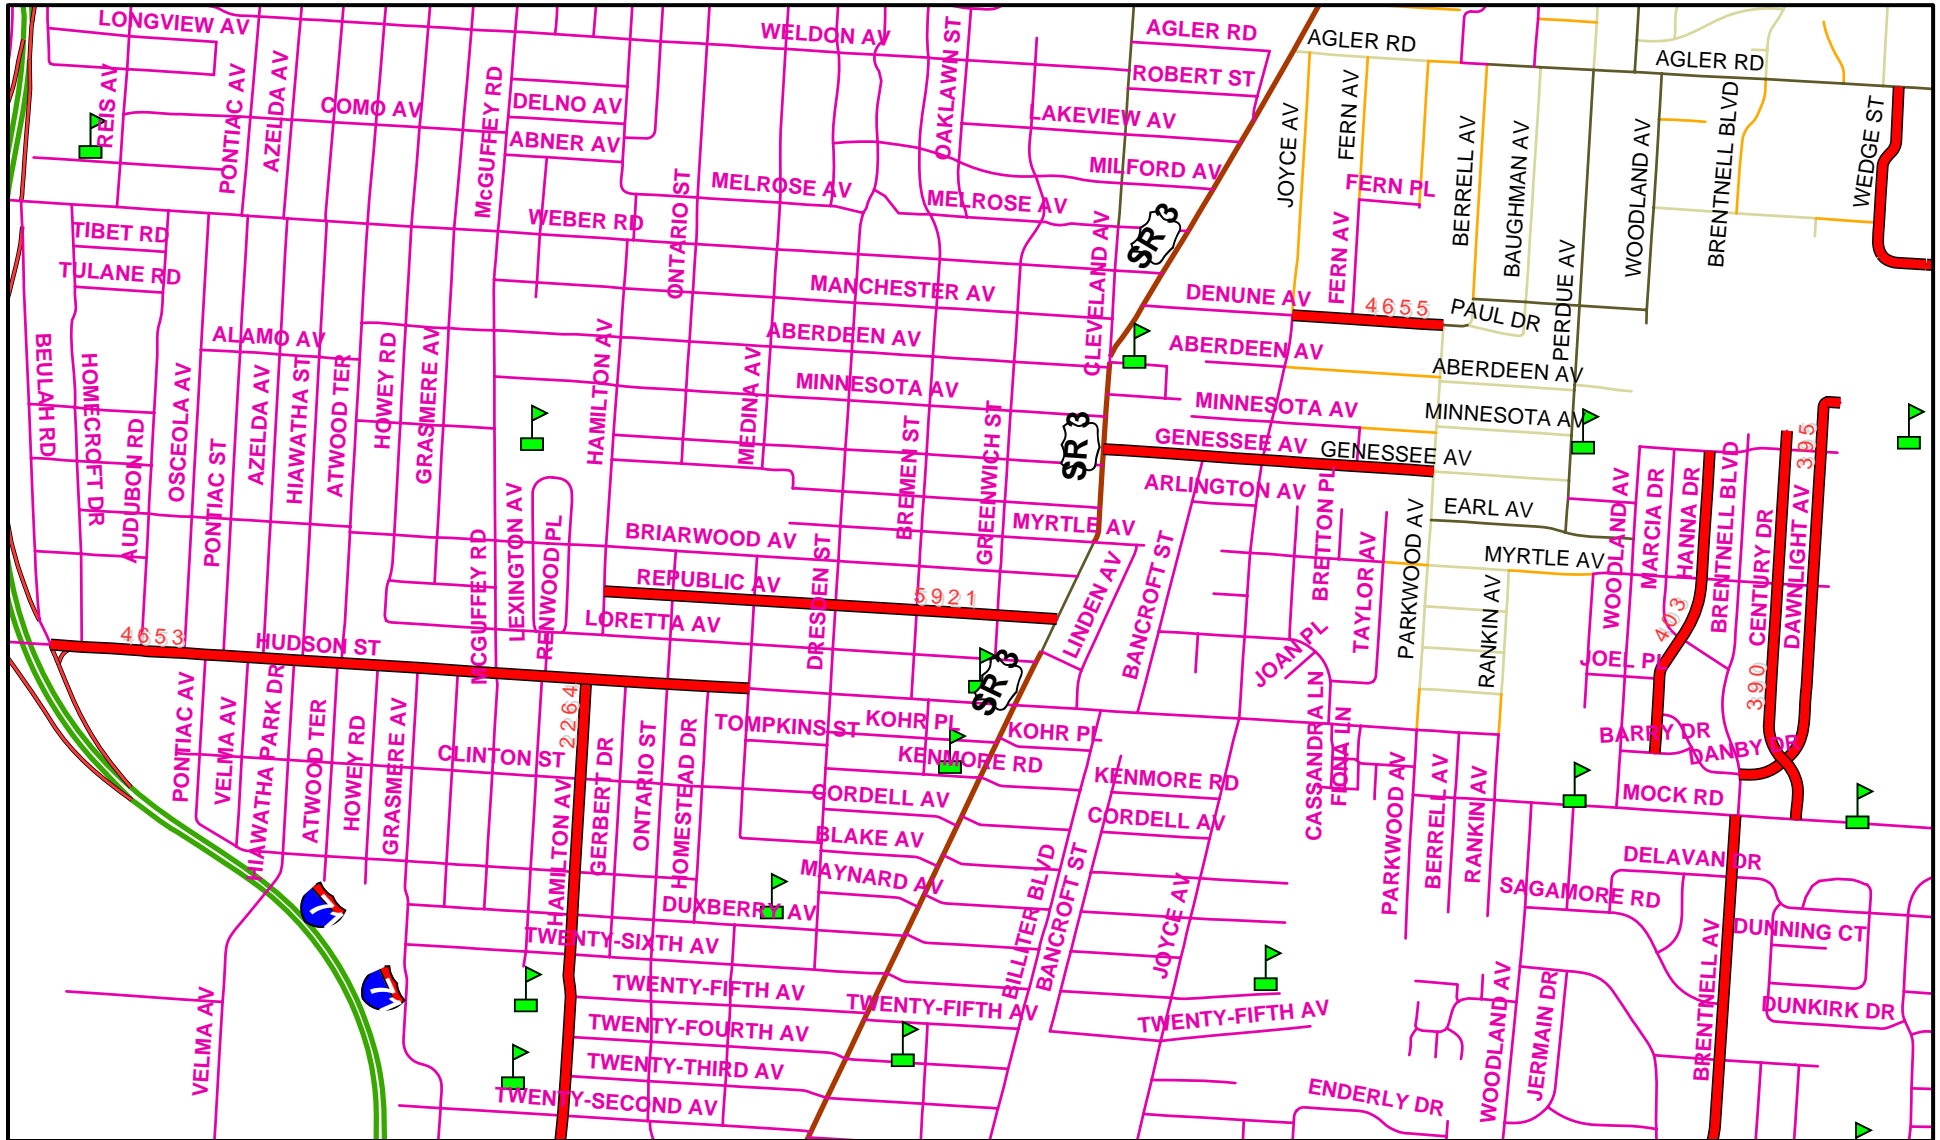 LONGVIEW AV
WELDON AV
OAKLAWN ST
AGLER RD
AGLER RD
AGLER RD
REIS AV
PONTIAC AV
AZELDA AV
COMO AV
McGUFFEY RD
DELNO AV
ABNER AV
ROBERT ST
LAKEVIEW AV
MILFORD AV
JOYCE AV
FERN AV
FERN PL
BERRELL AV
BAUGHMAN AV
WOODLAND AV
BRENTNELL BLVD
WEDGE ST
MELROSE AV
MELROSE AV
ONTARIO ST
TIBET RD
WEBER RD
TULANE RD
CLEVELAND AV
SR 3
FERN AV
PERDUE AV
MANCHESTER AV
DENUNE AV
4655
PAUL DR
ALAMO AV
ABERDEEN AV
ABERDEEN AV
ABERDEEN AV
BEULAH RD
HOMECROFT DR
AUDUBON RD
OSCEOLA AV
PONTIAC ST
AZELDA AV
HIAWATHA ST
ATWOOD TER
HOWEY RD
GRASMERE AV
HAMILTON AV
MEDINA AV
MINNESOTA AV
MINNESOTA AV
MINNESOTA AV
SR 3
GENESSEE AV
GENESSEE AV
BREMEN ST
GREENWICH ST
ARLINGTON AV
BRETTON PL
EARL AV
MYRTLE AV
MYRTLE AV
MCGUFFEY RD
LEXINGTON AV
RENWOOD PL
BRIARWOOD AV
REPUBLIC AV
5921
LORETTA AV
DRESDEN ST
LINDEN AV
BANCROFT ST
TAYLOR AV
PARKWOOD AV
RANKIN AV
WOODLAND AV
MARCIA DR
HANNA DR
BRENTNELL BLVD
CENTURY DR
DAWNLIGHT AV
395
403
390
JOEL PL
JOAN PL
4653
HUDSON ST
2264
SR 3
PONTIAC AV
VELMA AV
HIAWATHA PARK DR
ATWOOD TER
HOWEY RD
GRASMERE AV
CLINTON ST
HAMILTON AV
GERBERT DR
ONTARIO ST
HOMESTEAD DR
TOMPKINS ST
KOHR PL
KOHR PL
KENMORE RD
KENMORE RD
CORDELL AV
CORDELL AV
BLAKE AV
MAYNARD AV
DUXBERRY AV
CASSANDRA LN
FIONA LN
PARKWOOD AV
BERRELL AV
RANKIN AV
BARRY DR
DANBY DR
MOCK RD
DELAVAN DR
SAGAMORE RD
DUNNING CT
DUNKIRK DR
BILLITER BLVD
BANCROFT ST
JOYCE AV
71
71
TWENTY-SIXTH AV
TWENTY-FIFTH AV
TWENTY-FIFTH AV
TWENTY-FIFTH AV
TWENTY-FOURTH AV
TWENTY-THIRD AV
TWENTY-SECOND AV
VELMA AV
ENDERLY DR
WOODLAND AV
JERMAIN DR
BRENTNELL AV